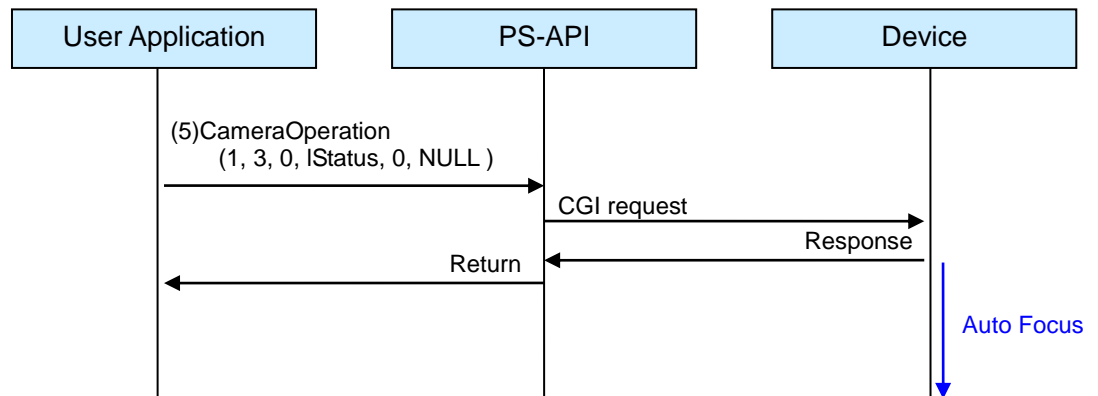 User Application
PS-API
Device
(5)CameraOperation
(1, 3, 0, lStatus, 0, NULL )
CGI request
Response
Return
Auto Focus